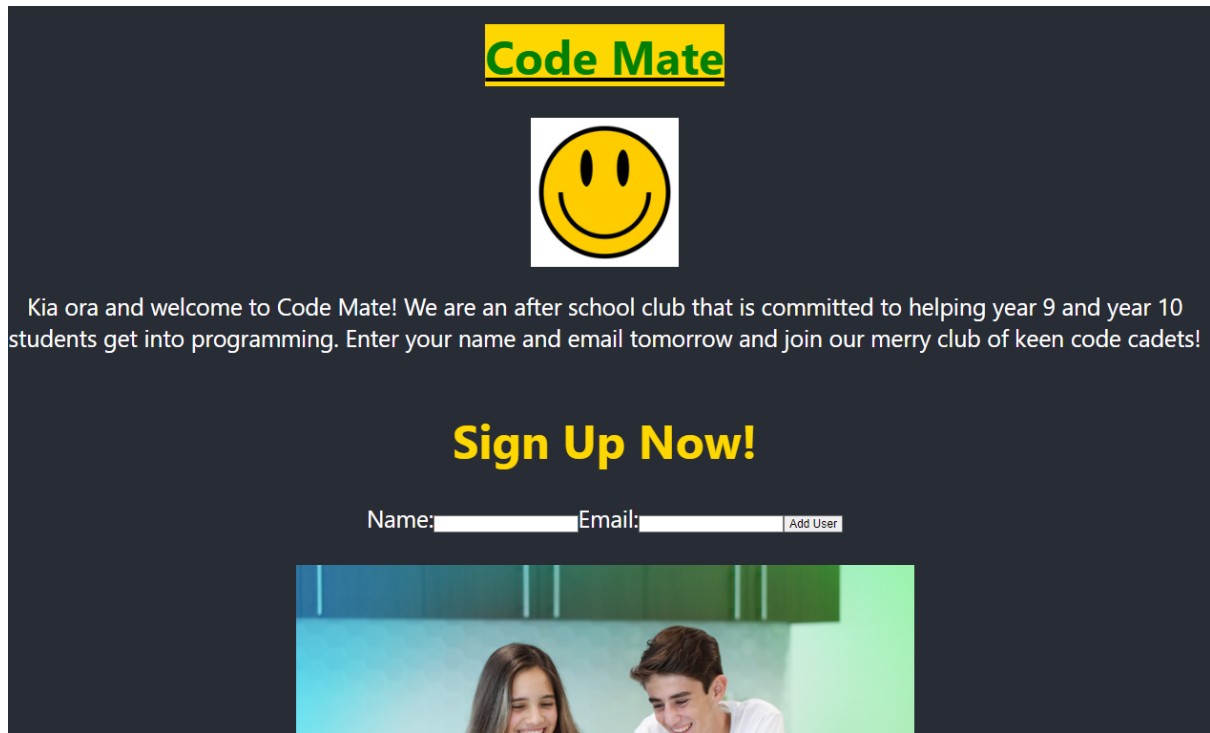 Code Mate
Kia ora and welcome to Code Mate! We are an after school club that is committed to helping year 9 and year 10
students get into programming. Enter your name and email tomorrow and join our merry club of keen code cadets!
Sign Up Now!
Name: Email: Add User